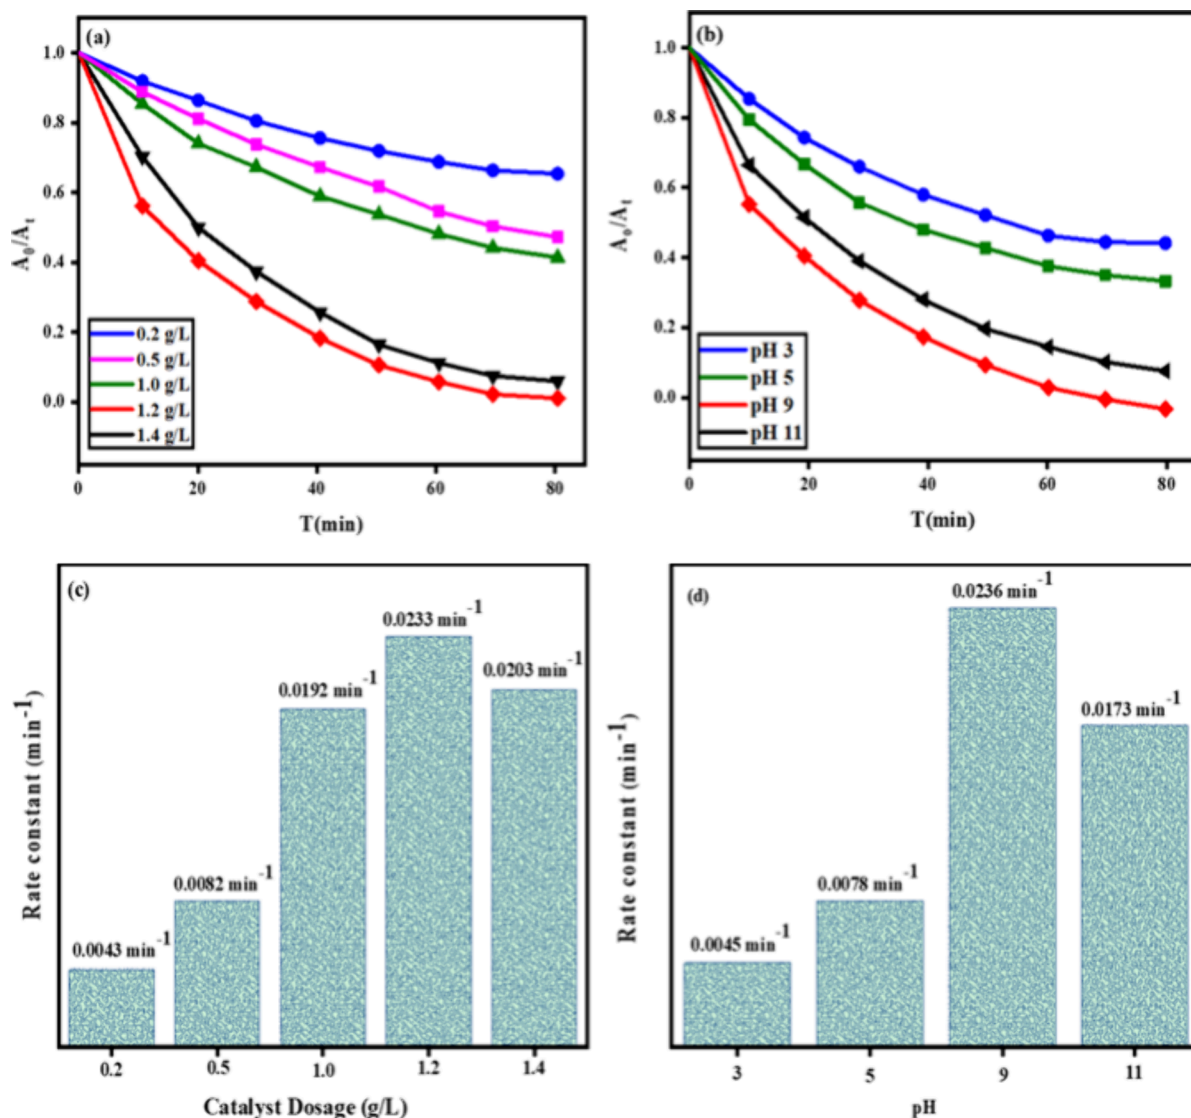 (a)
1.0
0.8
0.6
0.4
0.2
0.0
A₀/Aₜ
0.2 g/L
0.5 g/L
1.0 g/L
1.2 g/L
1.4 g/L
0 20 40 60 80
T(min)
(b)
1.0
0.8
0.6
0.4
0.2
0.0
A₀/Aₜ
pH 3
pH 5
pH 9
pH 11
0 20 40 60 80
T(min)
(c)
Rate constant (min⁻¹)
0.0043 min⁻¹
0.0082 min⁻¹
0.0192 min⁻¹
0.0233 min⁻¹
0.0203 min⁻¹
0.2 0.5 1.0 1.2 1.4
Catalyst Dosage (g/L)
(d)
Rate constant (min⁻¹)
0.0045 min⁻¹
0.0078 min⁻¹
0.0236 min⁻¹
0.0173 min⁻¹
3 5 9 11
pH